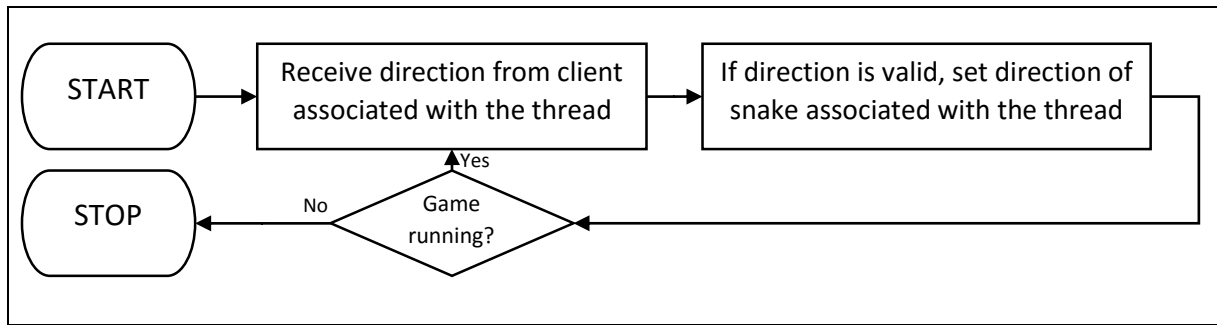 START
Receive direction from client
associated with the thread
If direction is valid, set direction of
snake associated with the thread
Yes
STOP
No
Game
running?